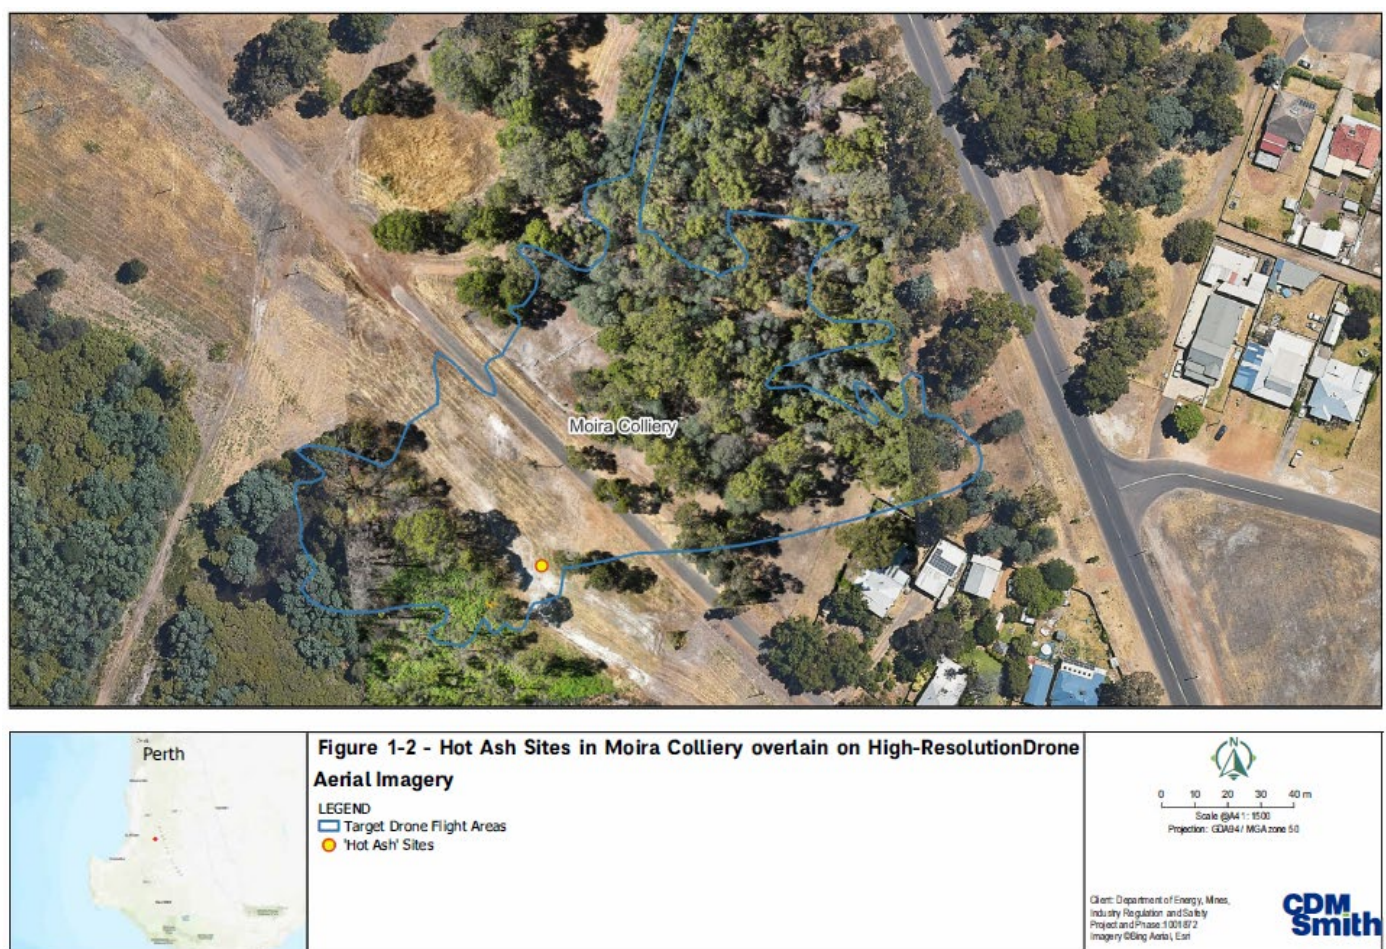 Moira Colliery
Perth
Figure 1-2 - Hot Ash Sites in Moira Colliery overlain on High-ResolutionDrone
Aerial Imagery
LEGEND
Target Drone Flight Areas
'Hot Ash' Sites
N
0 10 20 30 40 m
Scale @A4 1: 1500
Projection: GDA94 / MGA zone 50
Client: Department of Energy, Mines,
Industry Regulation and Safety
Project and Phase:1001872
Imagery ©Bing Aerial, Esri
CDM
Smith